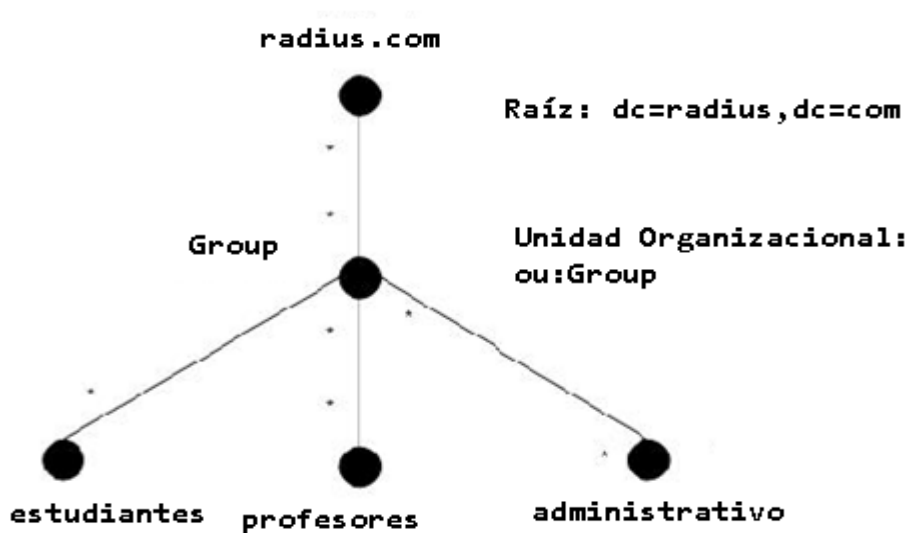 radius.com
Raíz: dc=radius,dc=com
Group
Unidad Organizacional:
ou:Group
estudiantes
profesores
administrativo